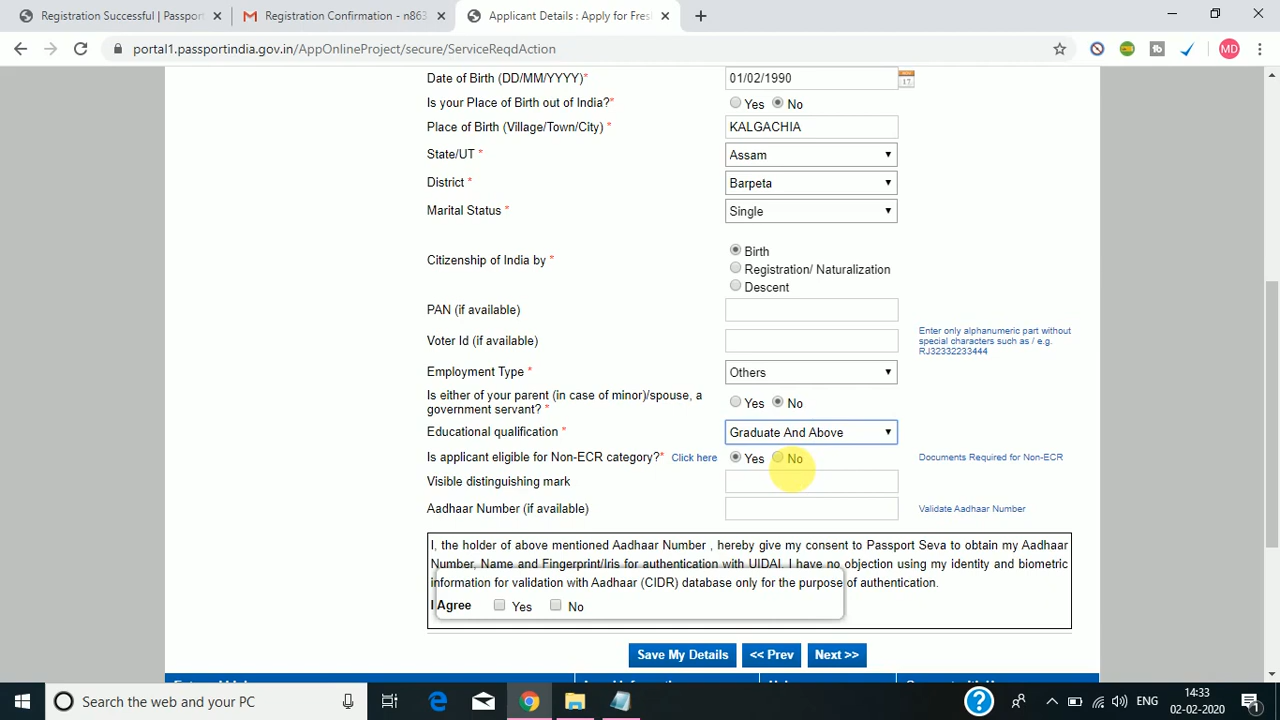 Registration Successful | Passpor
Registration Confirmation - n863
Applicant Details : Apply for Fres
portal1.passportindia.gov.in/AppOnlineProject/secure/ServiceReqdAction
MD
Date of Birth (DD/MM/YYYY)* 01/02/1990
Is your Place of Birth out of India?* Yes No
Place of Birth (Village/Town/City) * KALGACHIA
State/UT * Assam
District * Barpeta
Marital Status * Single
Birth
Citizenship of India by *
Registration/ Naturalization
Descent
PAN (if available)
Voter Id (if available)
Enter only alphanumeric part without
special characters such as / e.g.
RJ32332233444
Employment Type * Others
Is either of your parent (in case of minor)/spouse, a
government servant? * Yes No
Educational qualification * Graduate And Above
Is applicant eligible for Non-ECR category?* Click here Yes No Documents Required for Non-ECR
Visible distinguishing mark
Aadhaar Number (if available) Validate Aadhaar Number
I, the holder of above mentioned Aadhaar Number , hereby give my consent to Passport Seva to obtain my Aadhaar
Number, Name and Fingerprint/Iris for authentication with UIDAI. I have no objection using my identity and biometric
information for validation with Aadhaar (CIDR) database only for the purpose of authentication.
I Agree Yes No
Save My Details << Prev Next >>
Search the web and your PC
ENG
14:33
02-02-2020